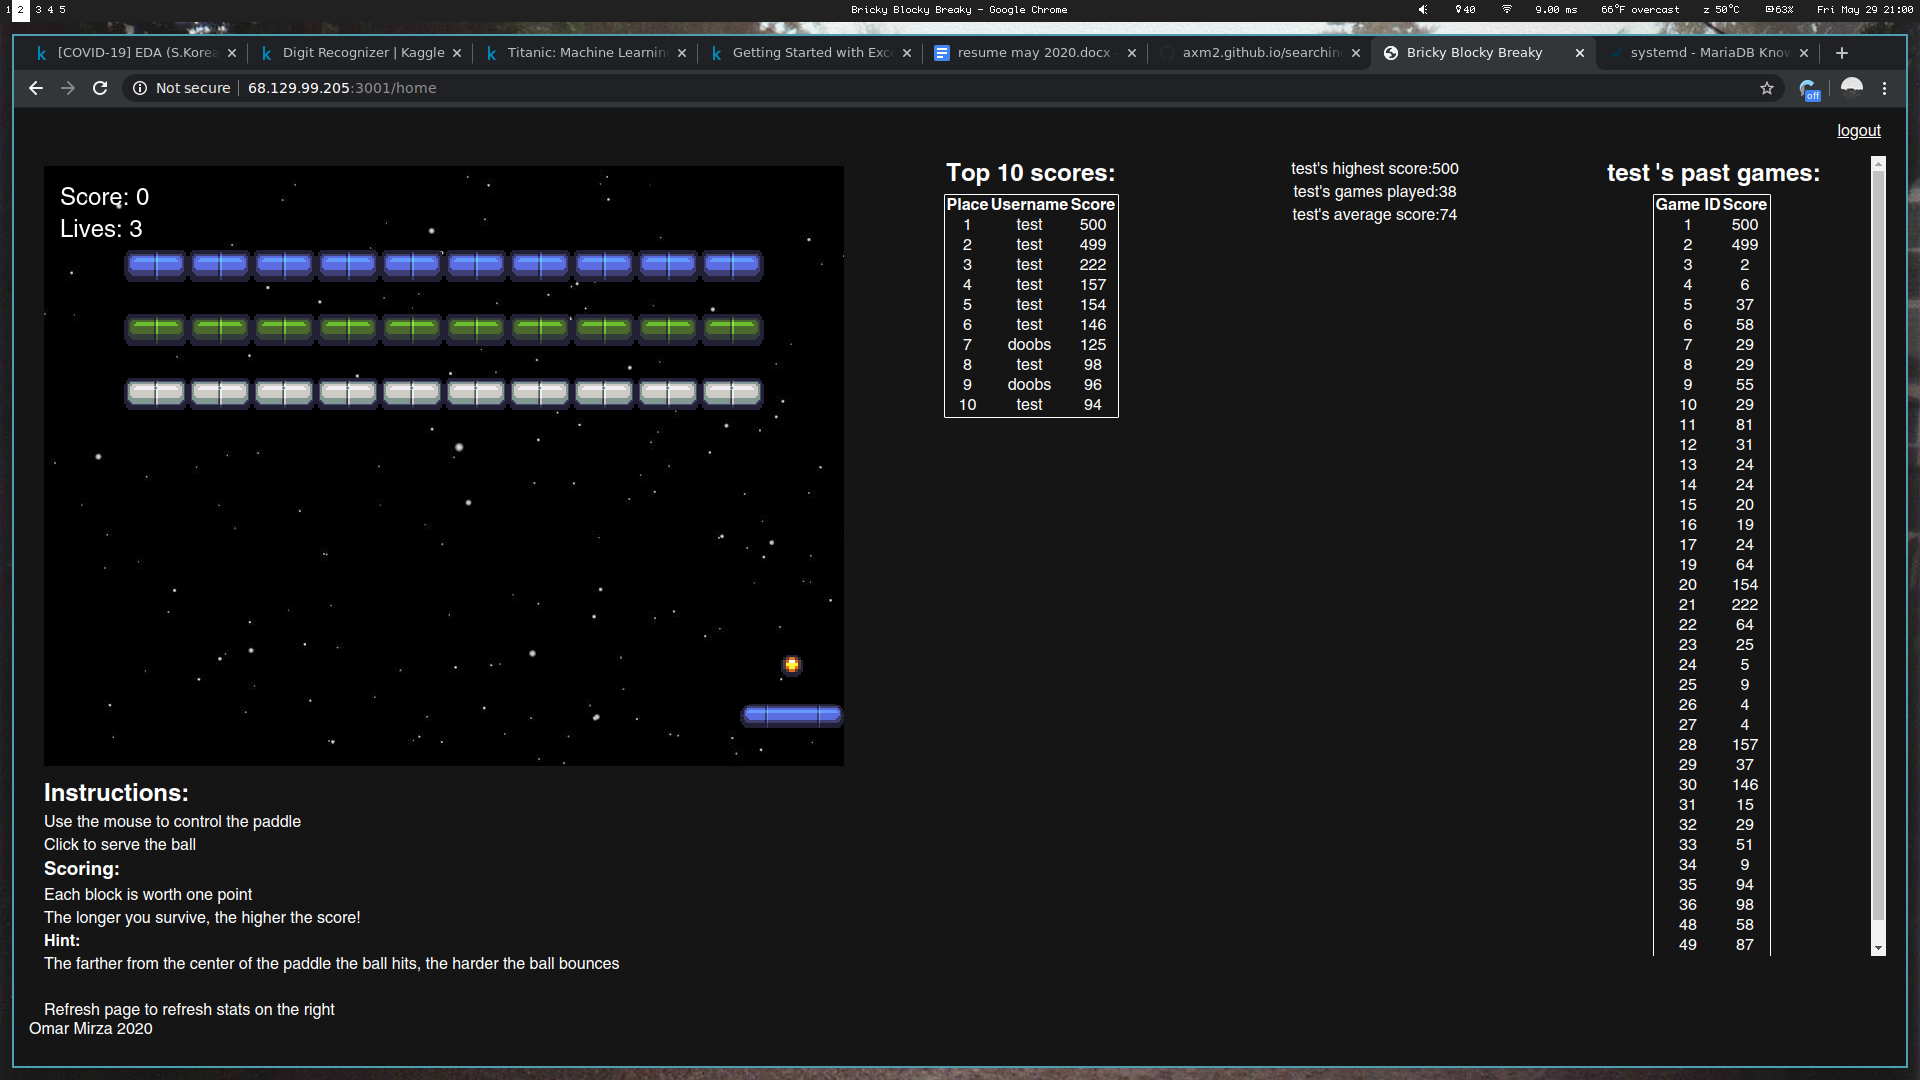 1 2 3 4 5
Bricky Blocky Breaky - Google Chrome
40
9.00 ms
66°F overcast
z 50°C
63%
Fri May 29 21:00
[COVID-19] EDA (S.Korea
Digit Recognizer | Kaggle
Titanic: Machine Learnin
Getting Started with Exc
resume may 2020.docx
axm2.github.io/searchin
Bricky Blocky Breaky
systemd - MariaDB Know
Not secure
68.129.99.205:3001/home
off
logout
Score: 0
Lives: 3
Instructions:
Use the mouse to control the paddle
Click to serve the ball
Scoring:
Each block is worth one point
The longer you survive, the higher the score!
Hint:
The farther from the center of the paddle the ball hits, the harder the ball bounces
Refresh page to refresh stats on the right
Omar Mirza 2020
Top 10 scores:
Place Username Score
1 test 500
2 test 499
3 test 222
4 test 157
5 test 154
6 test 146
7 doobs 125
8 test 98
9 doobs 96
10 test 94
test's highest score:500
test's games played:38
test's average score:74
test 's past games:
Game ID Score
1 500
2 499
3 2
4 6
5 37
6 58
7 29
8 29
9 55
10 29
11 81
12 31
13 24
14 24
15 20
16 19
17 24
19 64
20 154
21 222
22 64
23 25
24 5
25 9
26 4
27 4
28 157
29 37
30 146
31 15
32 29
33 51
34 9
35 94
36 98
48 58
49 87